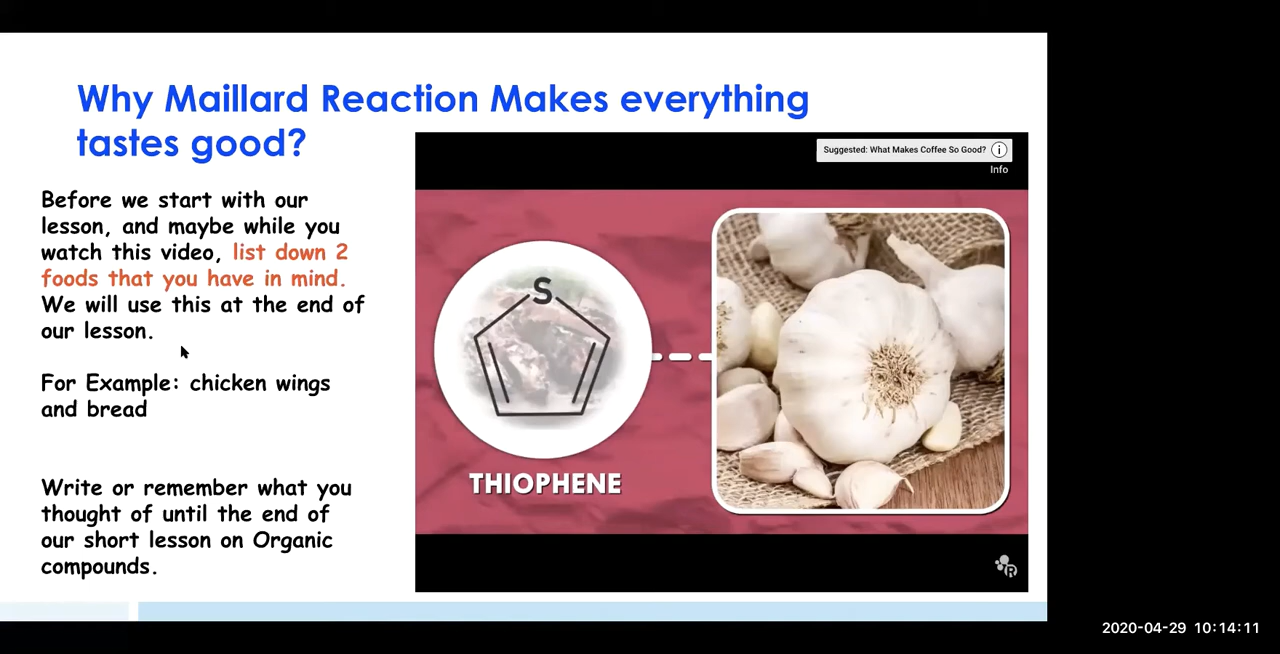 Why Maillard Reaction Makes everything
tastes good?
Before we start with our
lesson, and maybe while you
watch this video, list down 2
foods that you have in mind.
We will use this at the end of
our lesson.
For Example: chicken wings
and bread
Write or remember what you
thought of until the end of
our short lesson on Organic
compounds.
Suggested: What Makes Coffee So Good? i
Info
S
THIOPHENE
R
2020-04-29 10:14:11